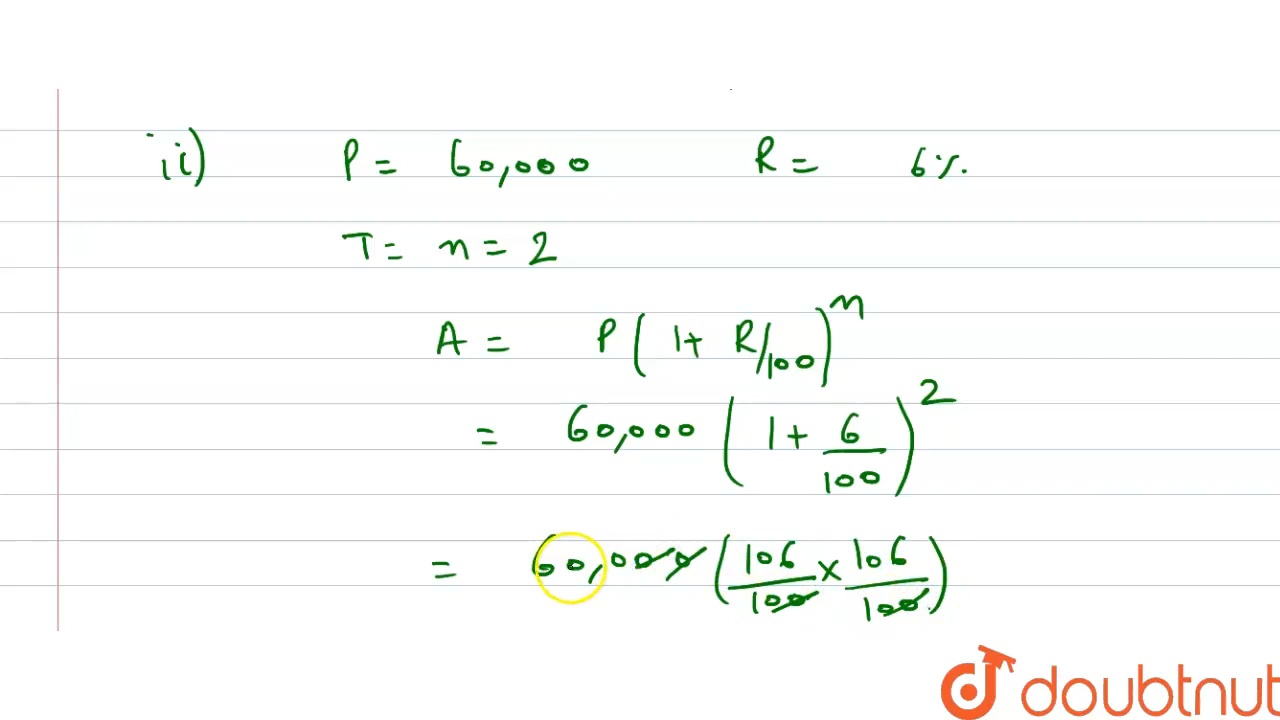 ii) P = 60,000 R = 6%.
T = n = 2
A = P ( 1 + R/100 )^n
= 60,000 ( 1 + 6/100 )^2
= 60,000 ( 106/100 × 106/100 )
doubtnut